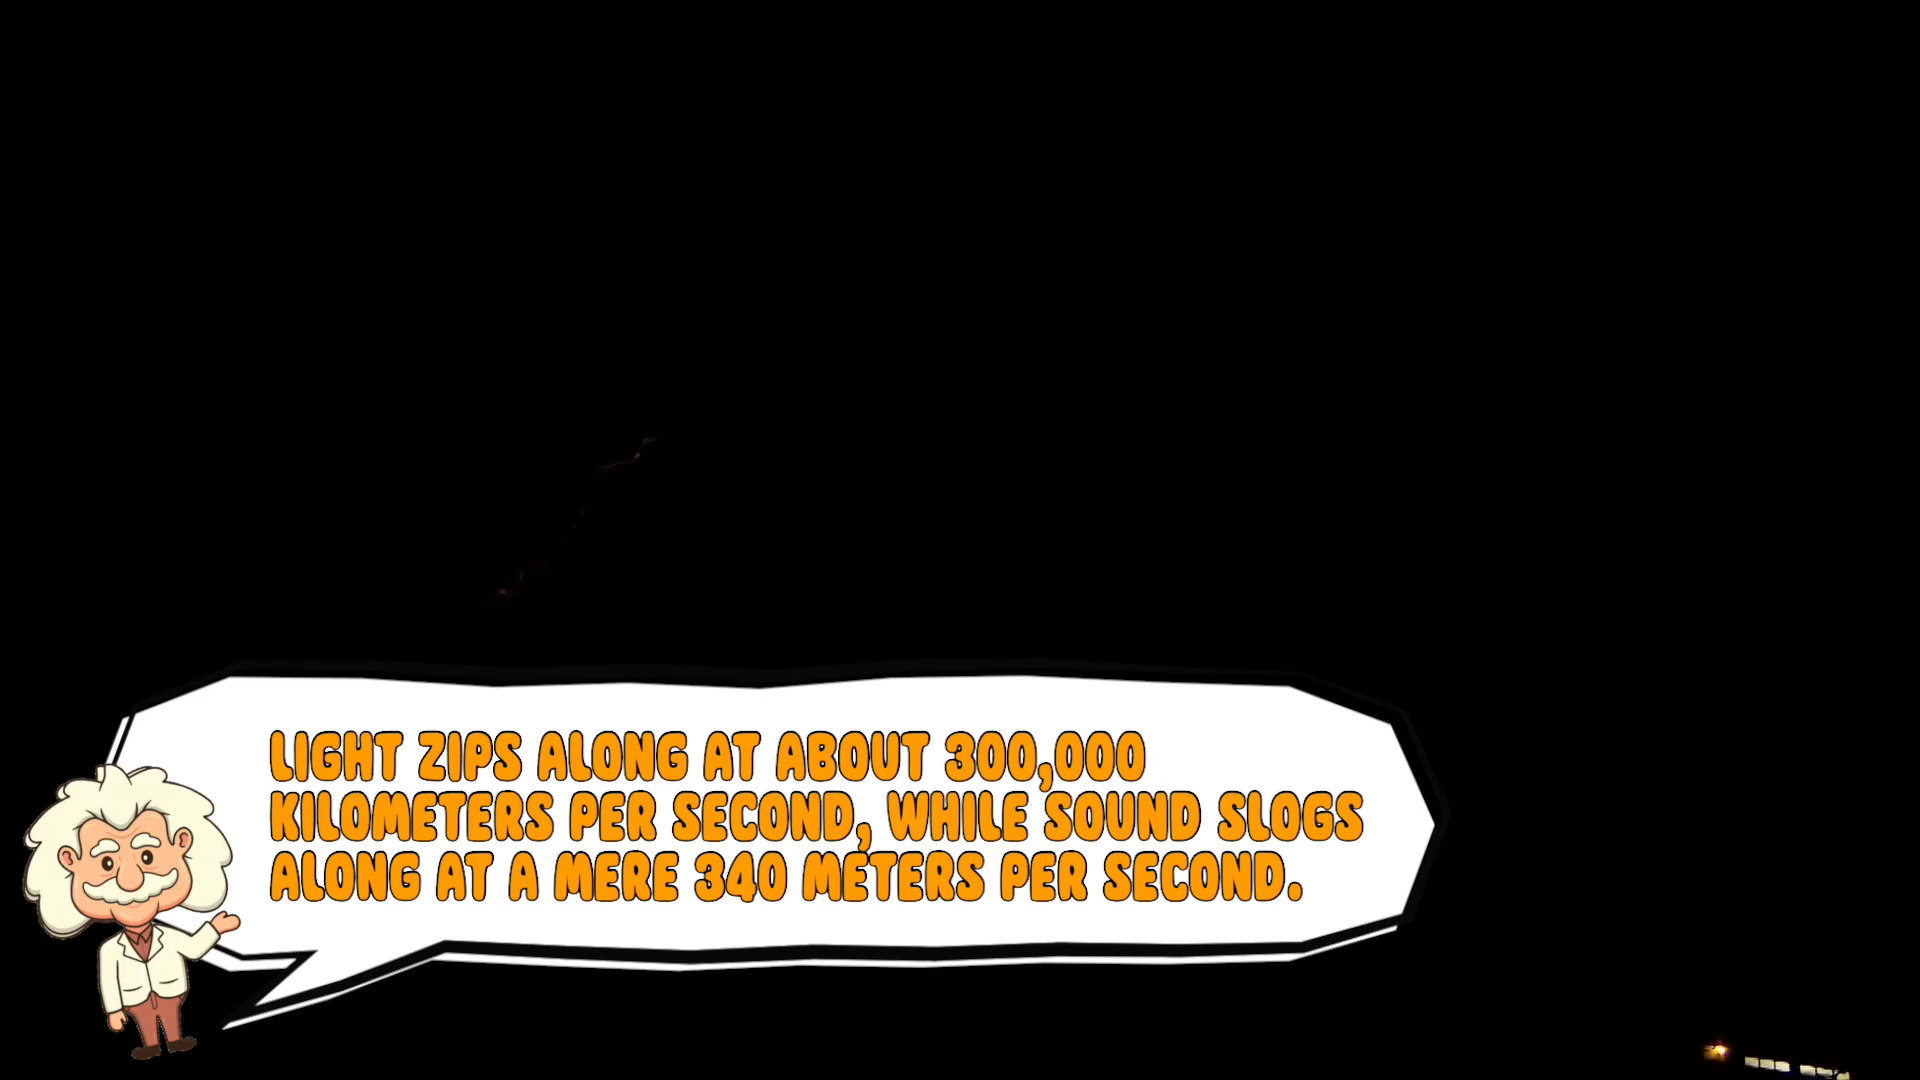 LIGHT ZIPS ALONG AT ABOUT 300,000
KILOMETERS PER SECOND, WHILE SOUND SLOGS
ALONG AT A MERE 340 METERS PER SECOND.